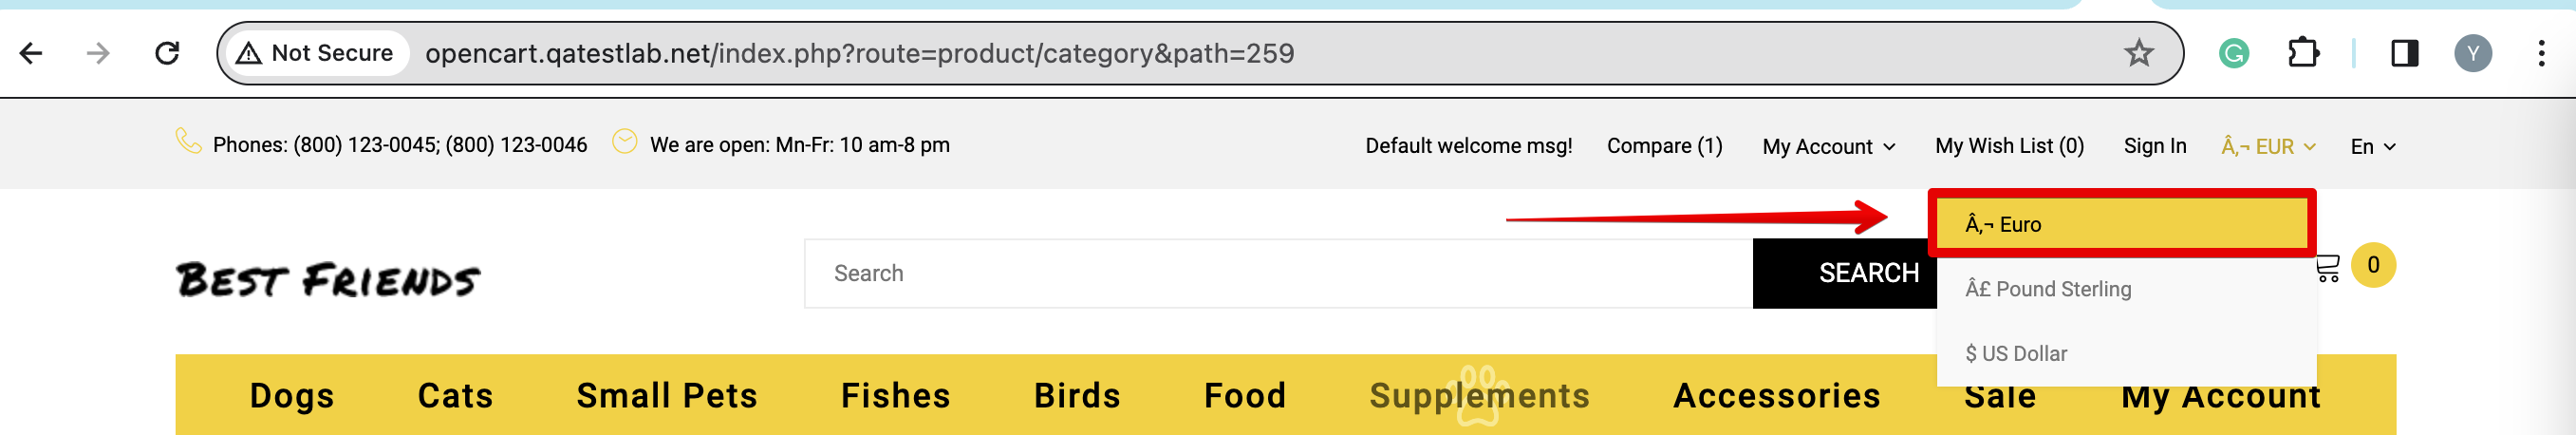 Not Secure opencart.qatestlab.net/index.php?route=product/category&path=259 Y
Phones: (800) 123-0045; (800) 123-0046 We are open: Mn-Fr: 10 am-8 pm Default welcome msg! Compare (1) My Account My Wish List (0) Sign In Â‚¬ EUR En
Â‚¬ Euro
BEST FRIENDS Search SEARCH 0
Â£ Pound Sterling
$ US Dollar
Dogs Cats Small Pets Fishes Birds Food Supplements Accessories Sale My Account